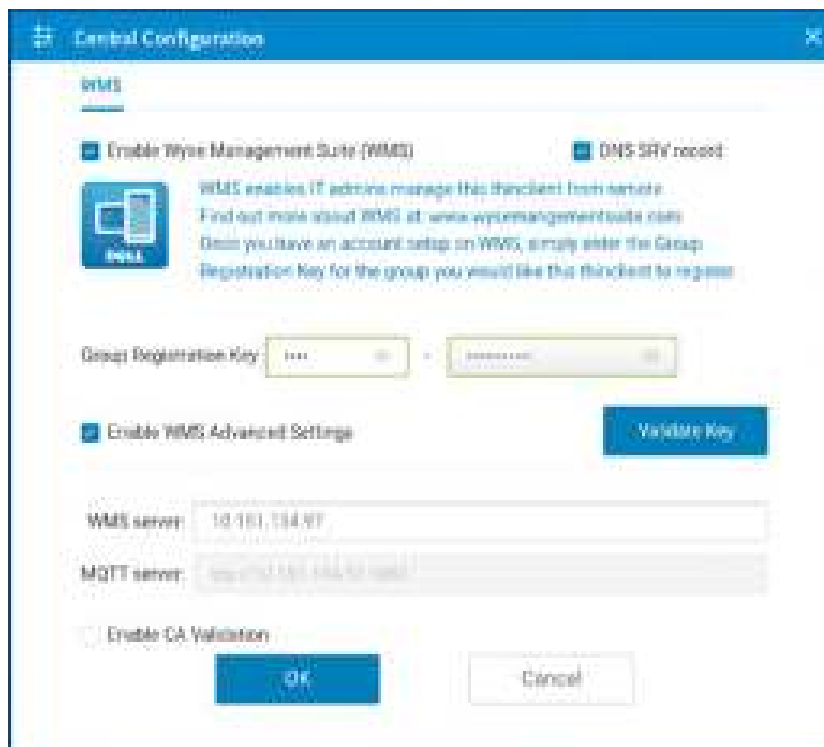 Central Configuration
WMS
Enable Wyse Management Suite (WMS)
DNS SRV record
WMS enables IT admins manage this thinclient from remote
Find out more about WMS at: www.wysemangementsuite.com
Once you have an account setup on WMS, simply enter the Group
Registration Key for the group you would like this thinclient to register
DELL
Group Registration Key
-
Enable WMS Advanced Settings
Validate Key
WMS server:
MQTT server:
Enable CA Validation
OK
Cancel